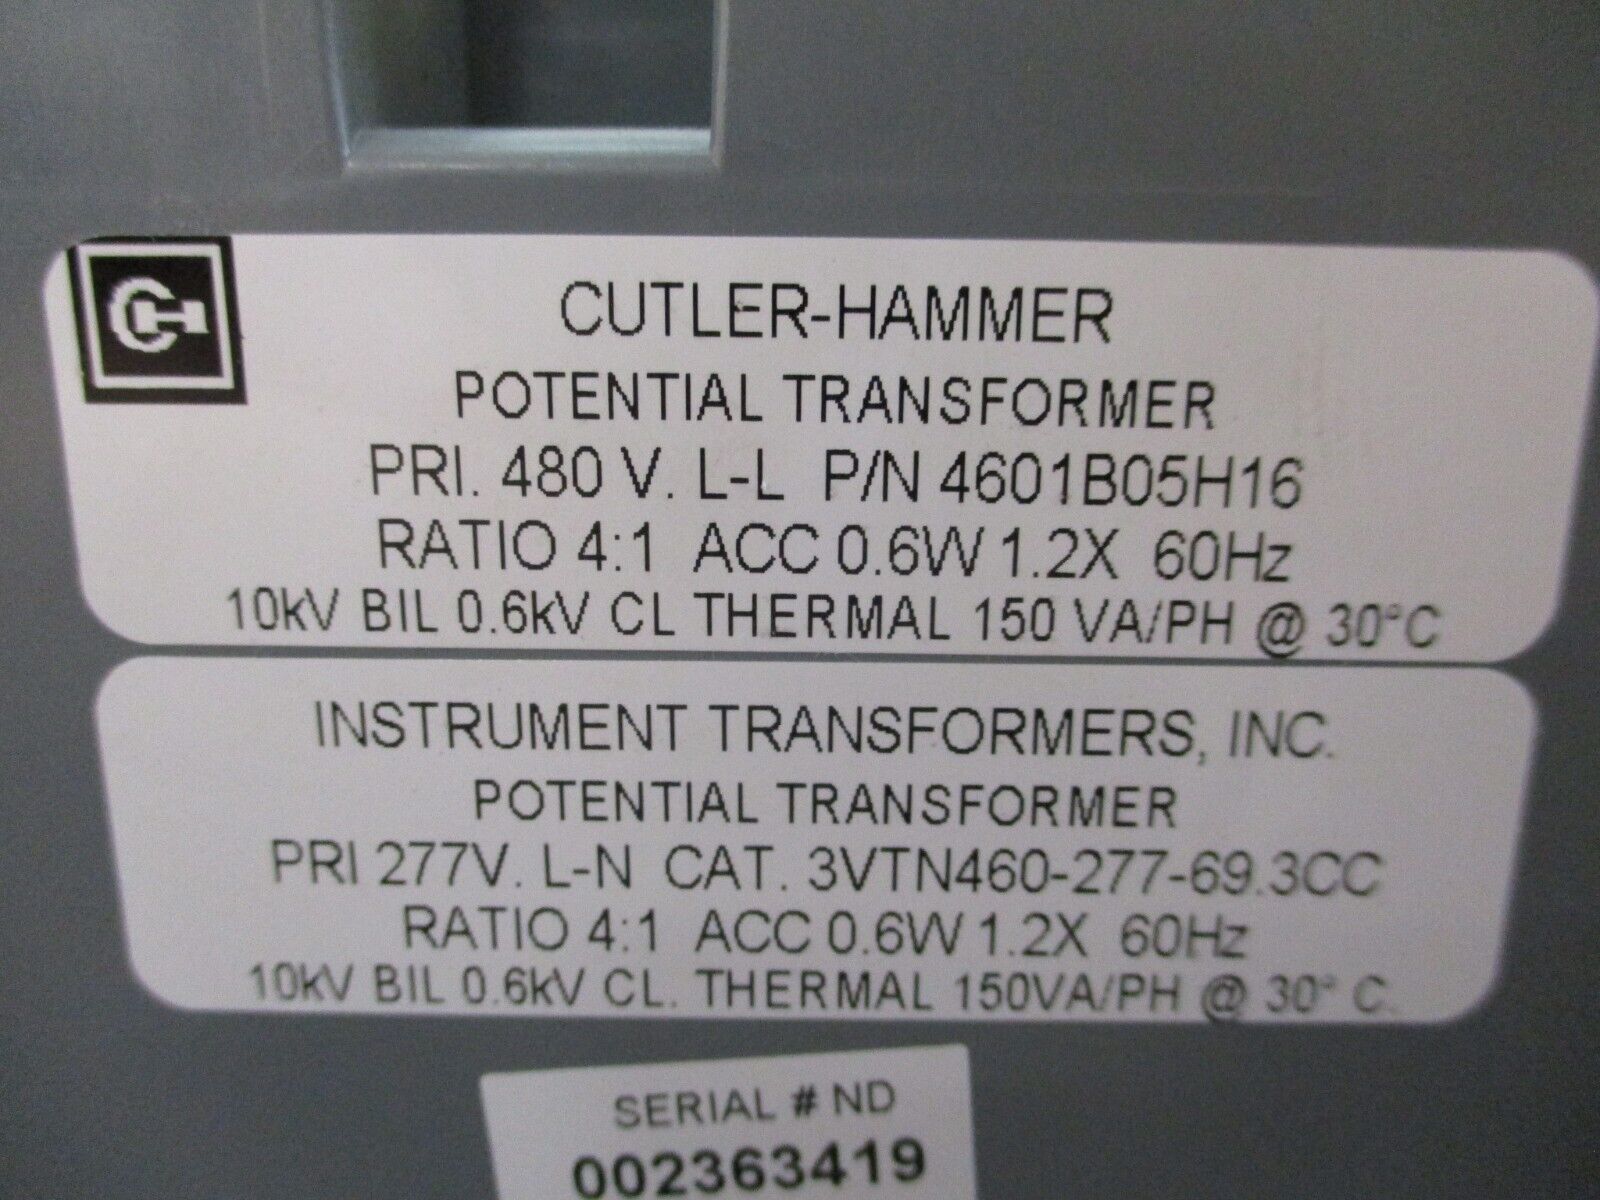 CH
CUTLER-HAMMER
POTENTIAL TRANSFORMER
PRI. 480 V. L-L P/N 4601B05H16
RATIO 4:1 ACC 0.6W 1.2X 60Hz
10kV BIL 0.6kV CL THERMAL 150 VA/PH @ 30°C
INSTRUMENT TRANSFORMERS, INC.
POTENTIAL TRANSFORMER
PRI 277V. L-N CAT. 3VTN460-277-69.3CC
RATIO 4:1 ACC 0.6W 1.2X 60Hz
10kV BIL 0.6kV CL. THERMAL 150VA/PH @ 30° C.
SERIAL # ND
002363419